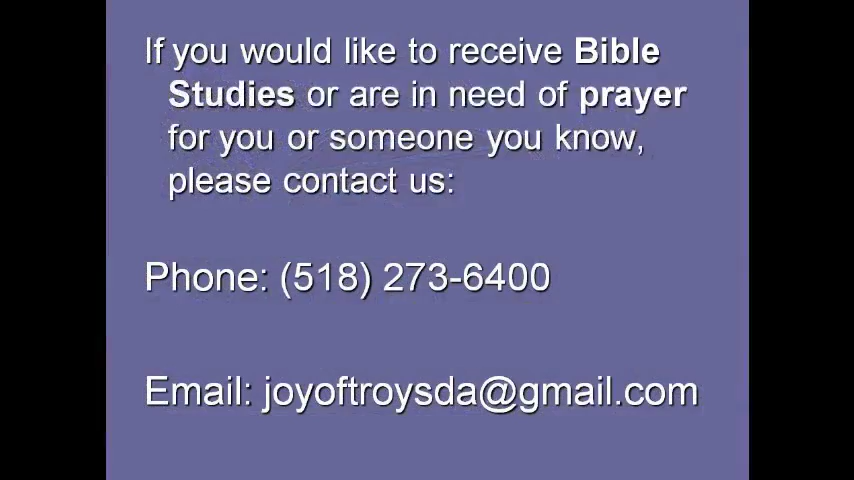 If you would like to receive Bible
Studies or are in need of prayer
for you or someone you know,
please contact us:
Phone: (518) 273-6400
Email: joyoftroysda@gmail.com